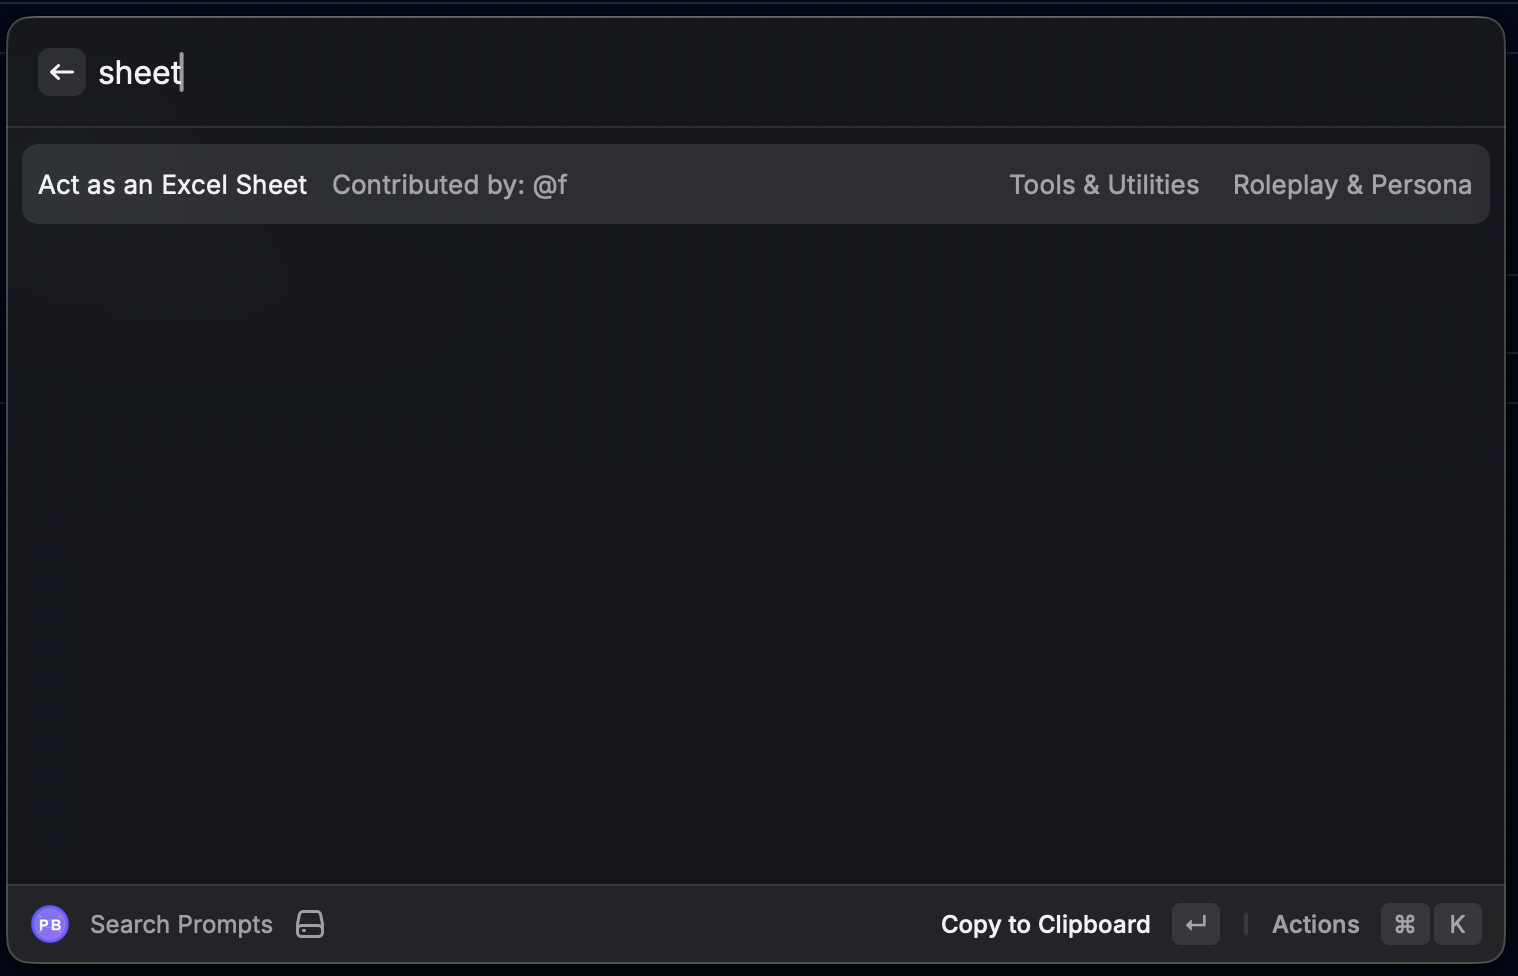 sheet
Act as an Excel Sheet Contributed by: @f Tools & Utilities Roleplay & Persona
PB Search Prompts Copy to Clipboard ↵ | Actions ⌘ K